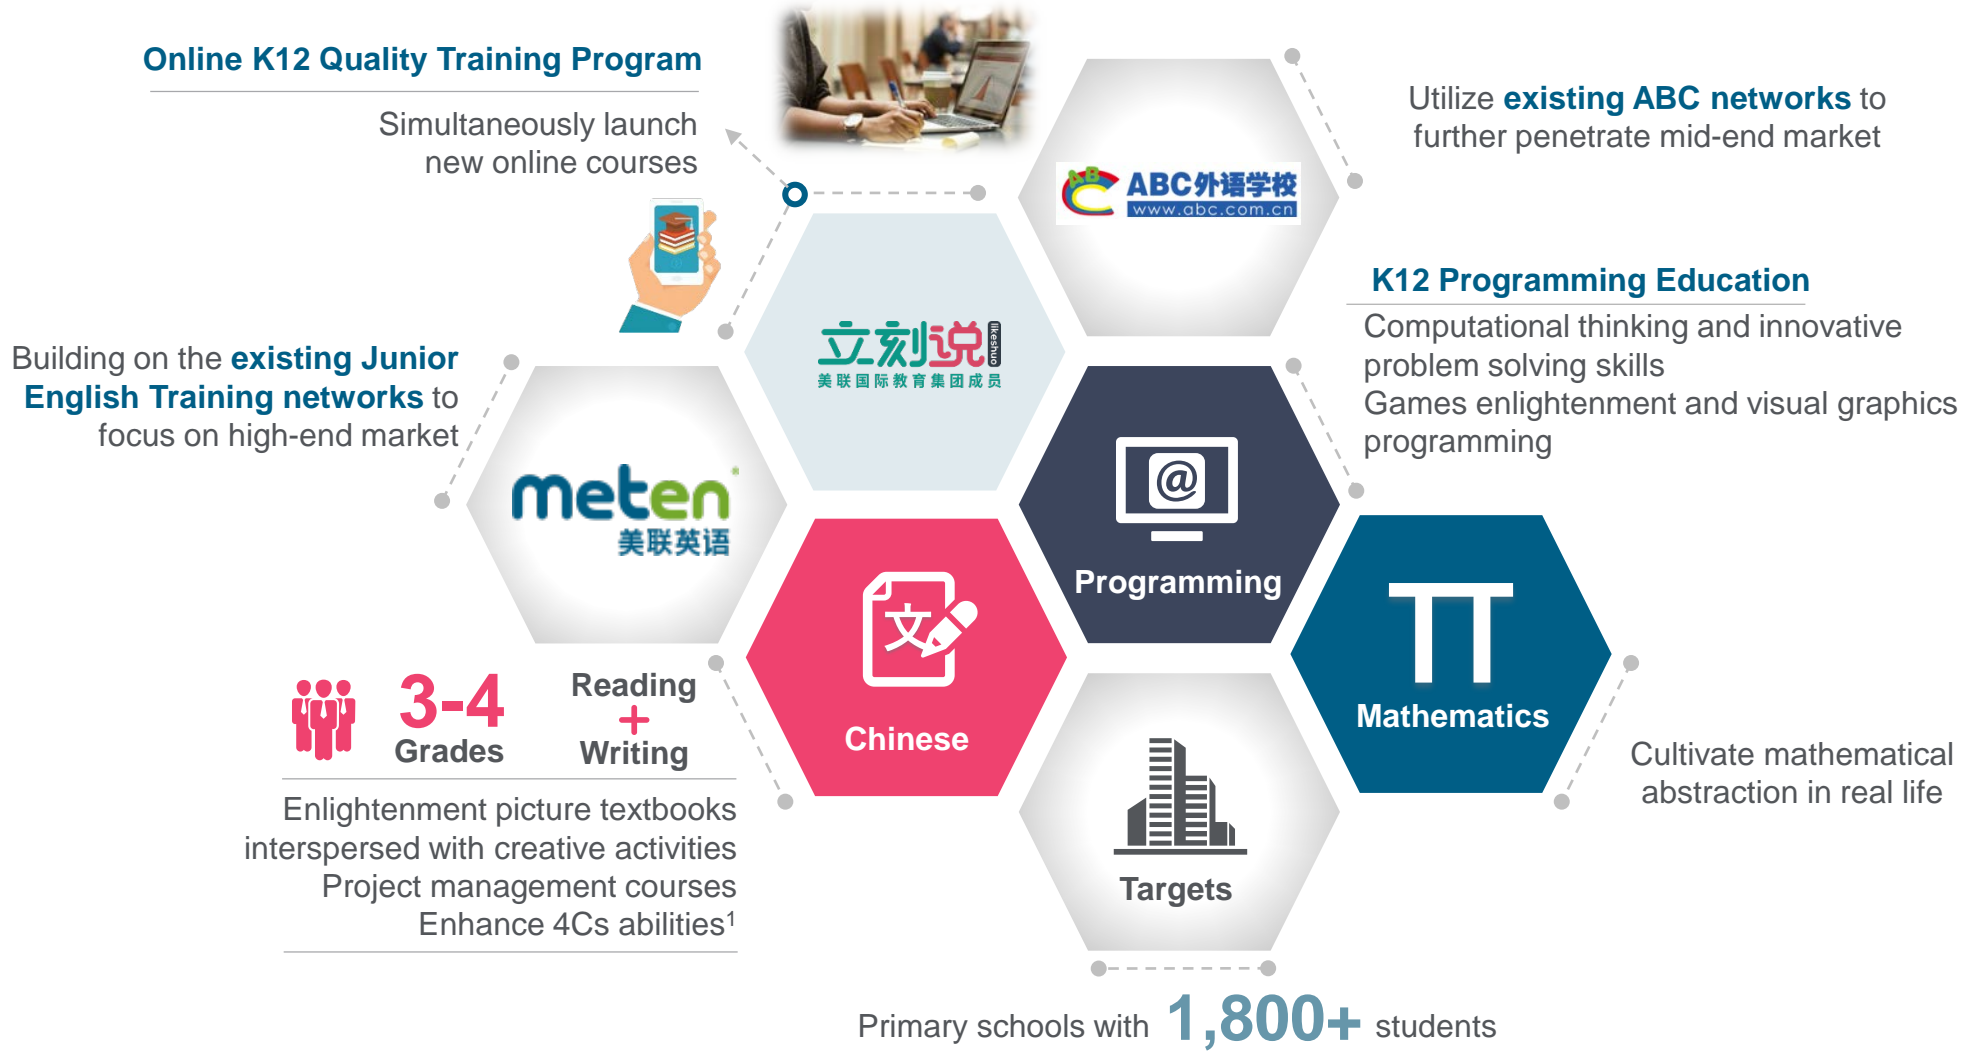 Online K12 Quality Training Program
Simultaneously launch
new online courses
Utilize existing ABC networks to
further penetrate mid-end market
ABC
ABC外语学校
www.abc.com.cn
K12 Programming Education
Computational thinking and innovative
problem solving skills
Games enlightenment and visual graphics
programming
立刻说
likeshuo
美联国际教育集团成员
Building on the existing Junior
English Training networks to
focus on high-end market
meten®
美联英语
@
Programming
文
Chinese
Mathematics
3-4
Grades
Reading
+
Writing
Enlightenment picture textbooks
interspersed with creative activities
Project management courses
Enhance 4Cs abilities¹
Cultivate mathematical
abstraction in real life
Targets
Primary schools with 1,800+ students